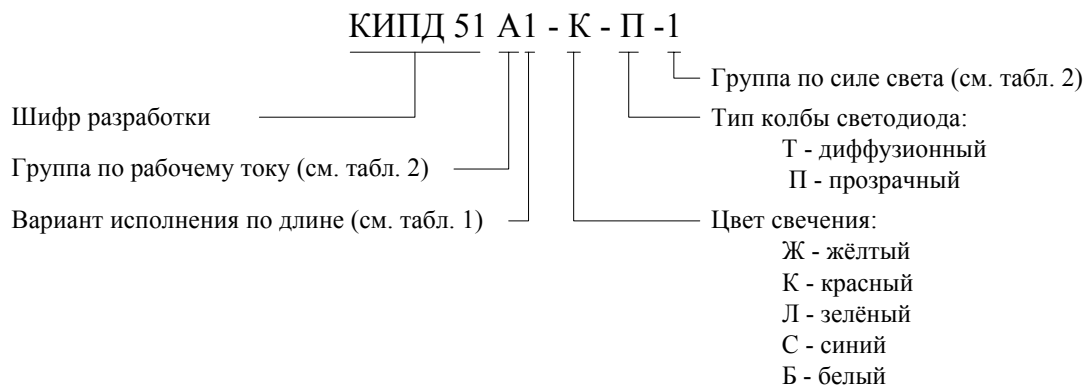 КИПД 51 А1 - К - П -1
Группа по силе света (см. табл. 2)
Шифр разработки
Тип колбы светодиода:
Т - диффузионный
Группа по рабочему току (см. табл. 2)
П - прозрачный
Вариант исполнения по длине (см. табл. 1)
Цвет свечения:
Ж - жёлтый
К - красный
Л - зелёный
С - синий
Б - белый